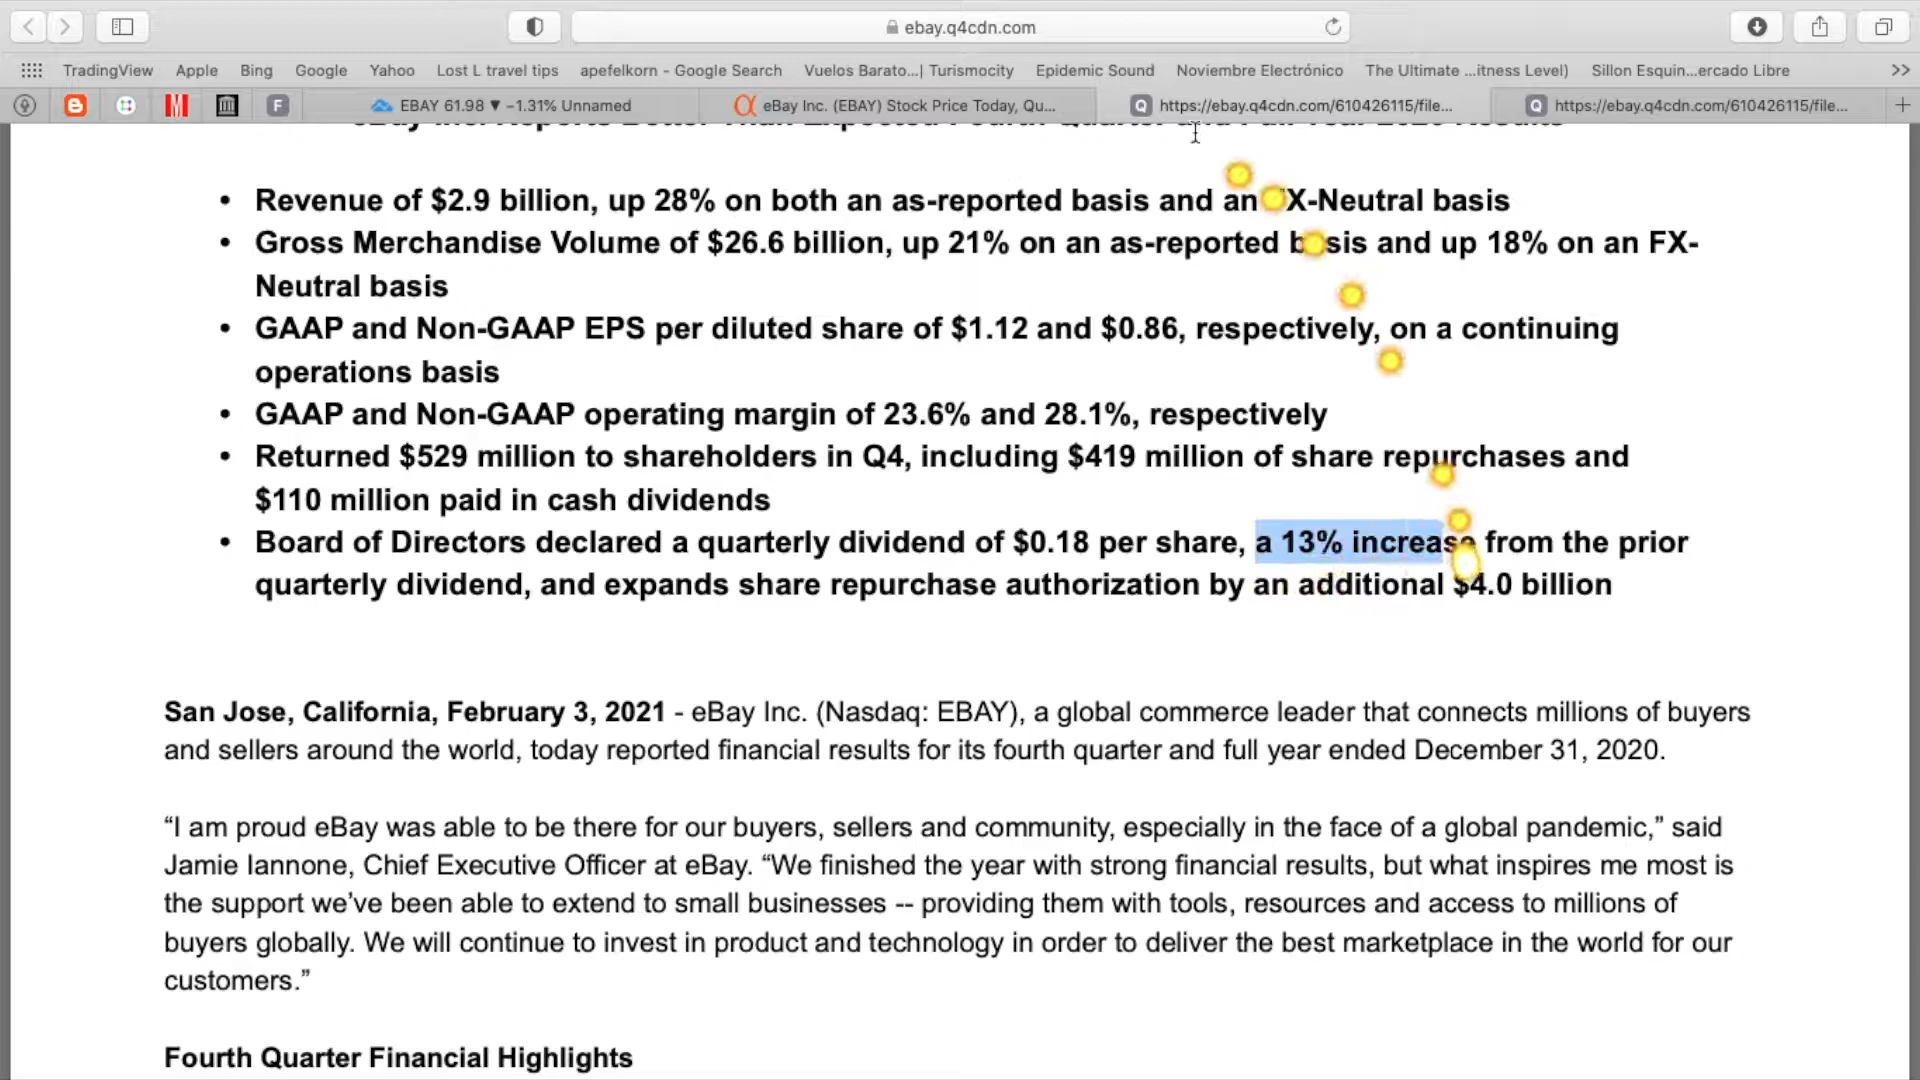 ebay.q4cdn.com
TradingView Apple Bing Google Yahoo Lost L travel tips apefelkorn - Google Search Vuelos Barato...| Turismocity Epidemic Sound Noviembre Electrónico The Ultimate ...itness Level) Sillon Esquin...ercado Libre >>
F EBAY 61.98 ▼ −1.31% Unnamed eBay Inc. (EBAY) Stock Price Today, Qu... Q https://ebay.q4cdn.com/610426115/file... Q https://ebay.q4cdn.com/610426115/file... +
eBay Inc. Reports Better Than Expected Fourth Quarter and Full Year 2020 Results
• Revenue of $2.9 billion, up 28% on both an as-reported basis and an X-Neutral basis
• Gross Merchandise Volume of $26.6 billion, up 21% on an as-reported basis and up 18% on an FX-
Neutral basis
• GAAP and Non-GAAP EPS per diluted share of $1.12 and $0.86, respectively, on a continuing
operations basis
• GAAP and Non-GAAP operating margin of 23.6% and 28.1%, respectively
• Returned $529 million to shareholders in Q4, including $419 million of share repurchases and
$110 million paid in cash dividends
• Board of Directors declared a quarterly dividend of $0.18 per share, a 13% increase from the prior
quarterly dividend, and expands share repurchase authorization by an additional $4.0 billion
San Jose, California, February 3, 2021 - eBay Inc. (Nasdaq: EBAY), a global commerce leader that connects millions of buyers
and sellers around the world, today reported financial results for its fourth quarter and full year ended December 31, 2020.
“I am proud eBay was able to be there for our buyers, sellers and community, especially in the face of a global pandemic,” said
Jamie Iannone, Chief Executive Officer at eBay. “We finished the year with strong financial results, but what inspires me most is
the support we’ve been able to extend to small businesses -- providing them with tools, resources and access to millions of
buyers globally. We will continue to invest in product and technology in order to deliver the best marketplace in the world for our
customers.”
Fourth Quarter Financial Highlights